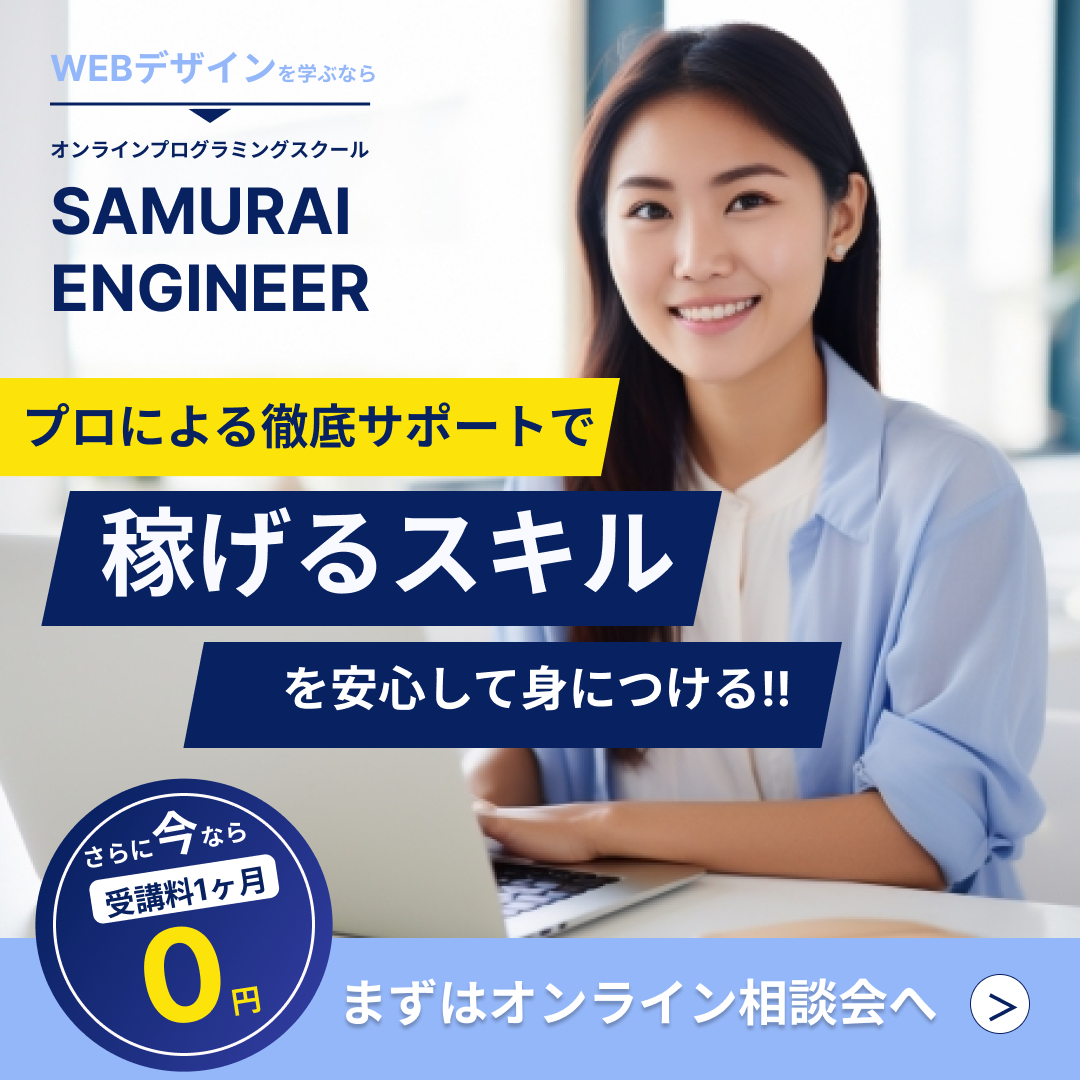 WEBデザインを学ぶなら
オンラインプログラミングスクール
SAMURAI
ENGINEER
プロによる徹底サポートで
稼げるスキル
を安心して身につける!!
さらに今なら
受講料1ヶ月
0円
まずはオンライン相談会へ